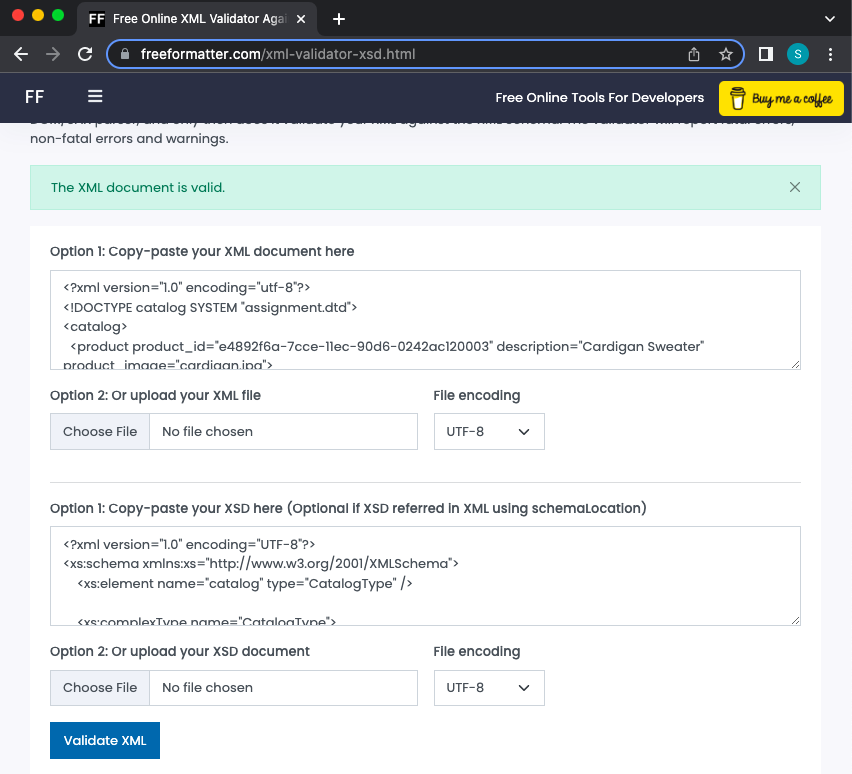 FF Free Online XML Validator Agai
freeformatter.com/xml-validator-xsd.html
S
FF
Free Online Tools For Developers
Buy me a coffee
non-fatal errors and warnings.
The XML document is valid.
Option 1: Copy-paste your XML document here
<?xml version="1.0" encoding="utf-8"?>
<!DOCTYPE catalog SYSTEM "assignment.dtd">
<catalog>
<product product_id="e4892f6a-7cce-11ec-90d6-0242ac120003" description="Cardigan Sweater"
product_image="cardigan.jpg">
Option 2: Or upload your XML file
File encoding
Choose File No file chosen
UTF-8
Option 1: Copy-paste your XSD here (Optional if XSD referred in XML using schemaLocation)
<?xml version="1.0" encoding="UTF-8"?>
<xs:schema xmlns:xs="http://www.w3.org/2001/XMLSchema">
<xs:element name="catalog" type="CatalogType" />
<xs:complexType name="CatalogType">
Option 2: Or upload your XSD document
File encoding
Choose File No file chosen
UTF-8
Validate XML